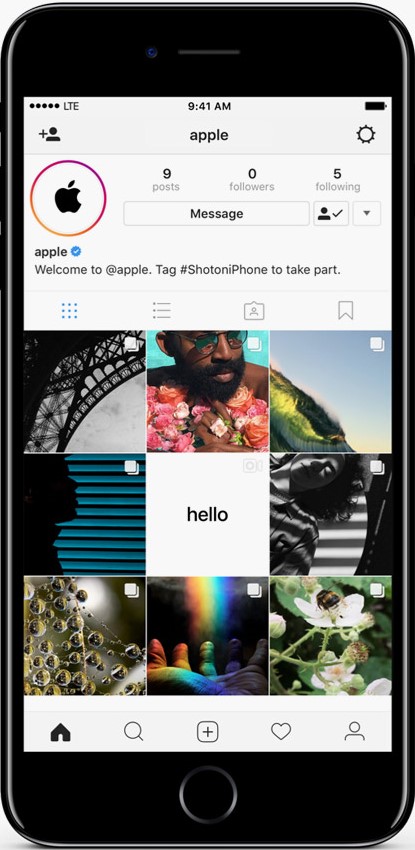 LTE 9:41 AM
apple
9 0 5
posts followers following
Message
apple
Welcome to @apple. Tag #ShotoniPhone to take part.
hello